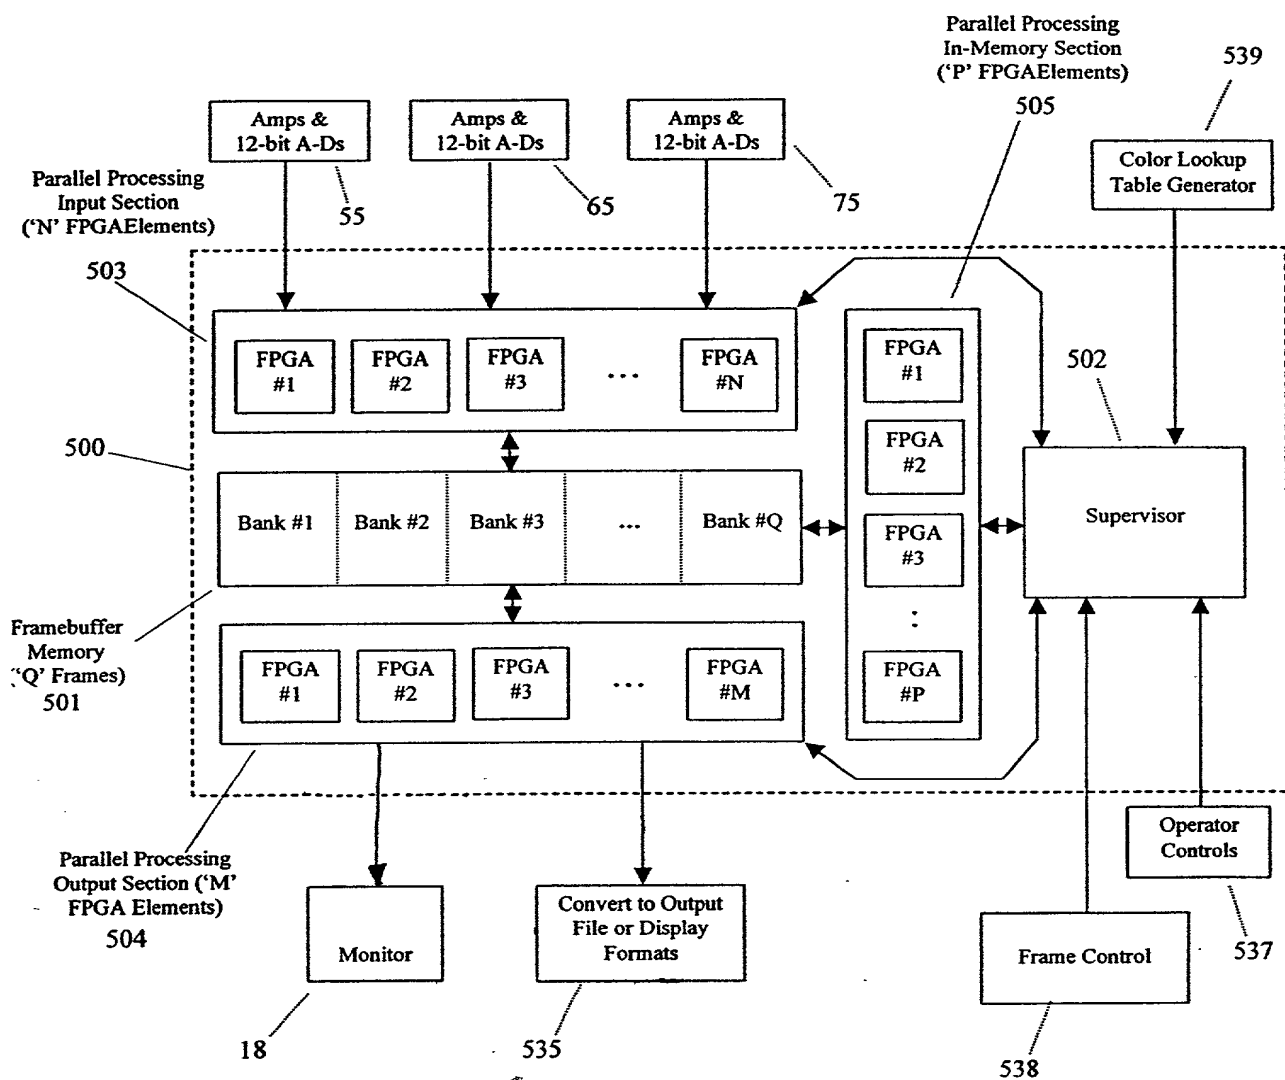 Parallel Processing
In-Memory Section
('P' FPGAElements)
505
539
Amps &
12-bit A-Ds
Amps &
12-bit A-Ds
Amps &
12-bit A-Ds
Color Lookup
Table Generator
55
65
75
Parallel Processing
Input Section
('N' FPGAElements)
503
FPGA
#1
FPGA
#2
FPGA
#3
...
FPGA
#N
FPGA
#1
FPGA
#2
FPGA
#3
:
FPGA
#P
502
500
Bank #1
Bank #2
Bank #3
...
Bank #Q
Supervisor
Framebuffer
Memory
('Q' Frames)
501
FPGA
#1
FPGA
#2
FPGA
#3
...
FPGA
#M
Parallel Processing
Output Section ('M'
FPGA Elements)
504
Monitor
Convert to Output
File or Display
Formats
Operator
Controls
Frame Control
537
18
535
538